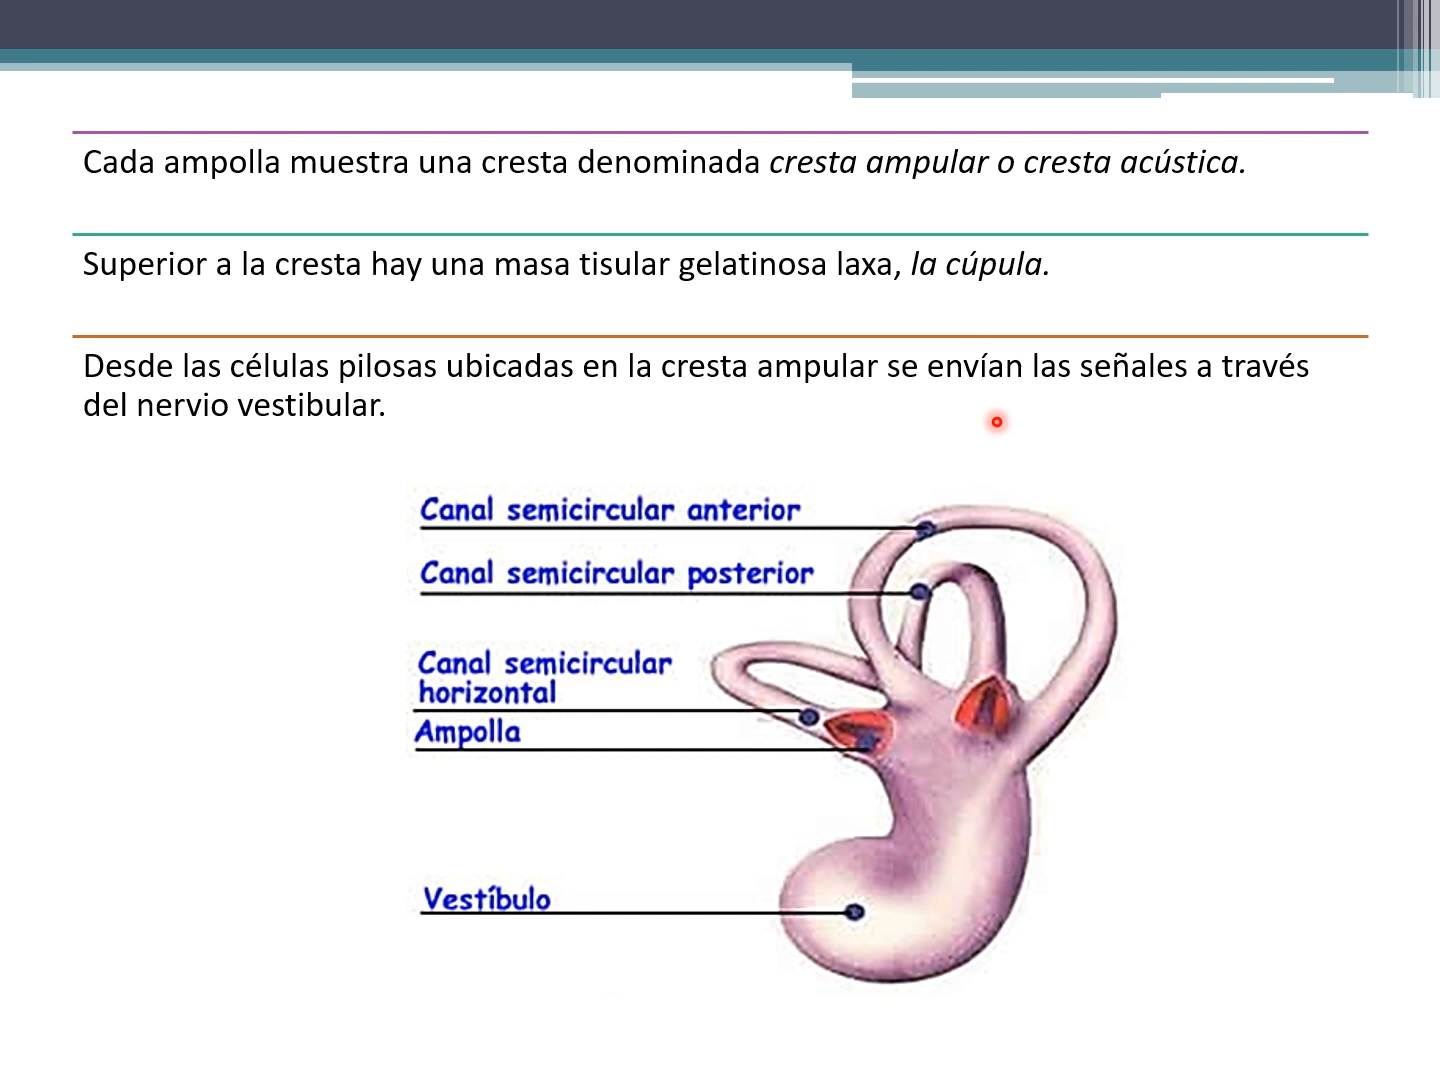 Cada ampolla muestra una cresta denominada cresta ampular o cresta acústica.
Superior a la cresta hay una masa tisular gelatinosa laxa, la cúpula.
Desde las células pilosas ubicadas en la cresta ampular se envían las señales a través
del nervio vestibular.
Canal semicircular anterior
Canal semicircular posterior
Canal semicircular
horizontal
Ampolla
Vestíbulo